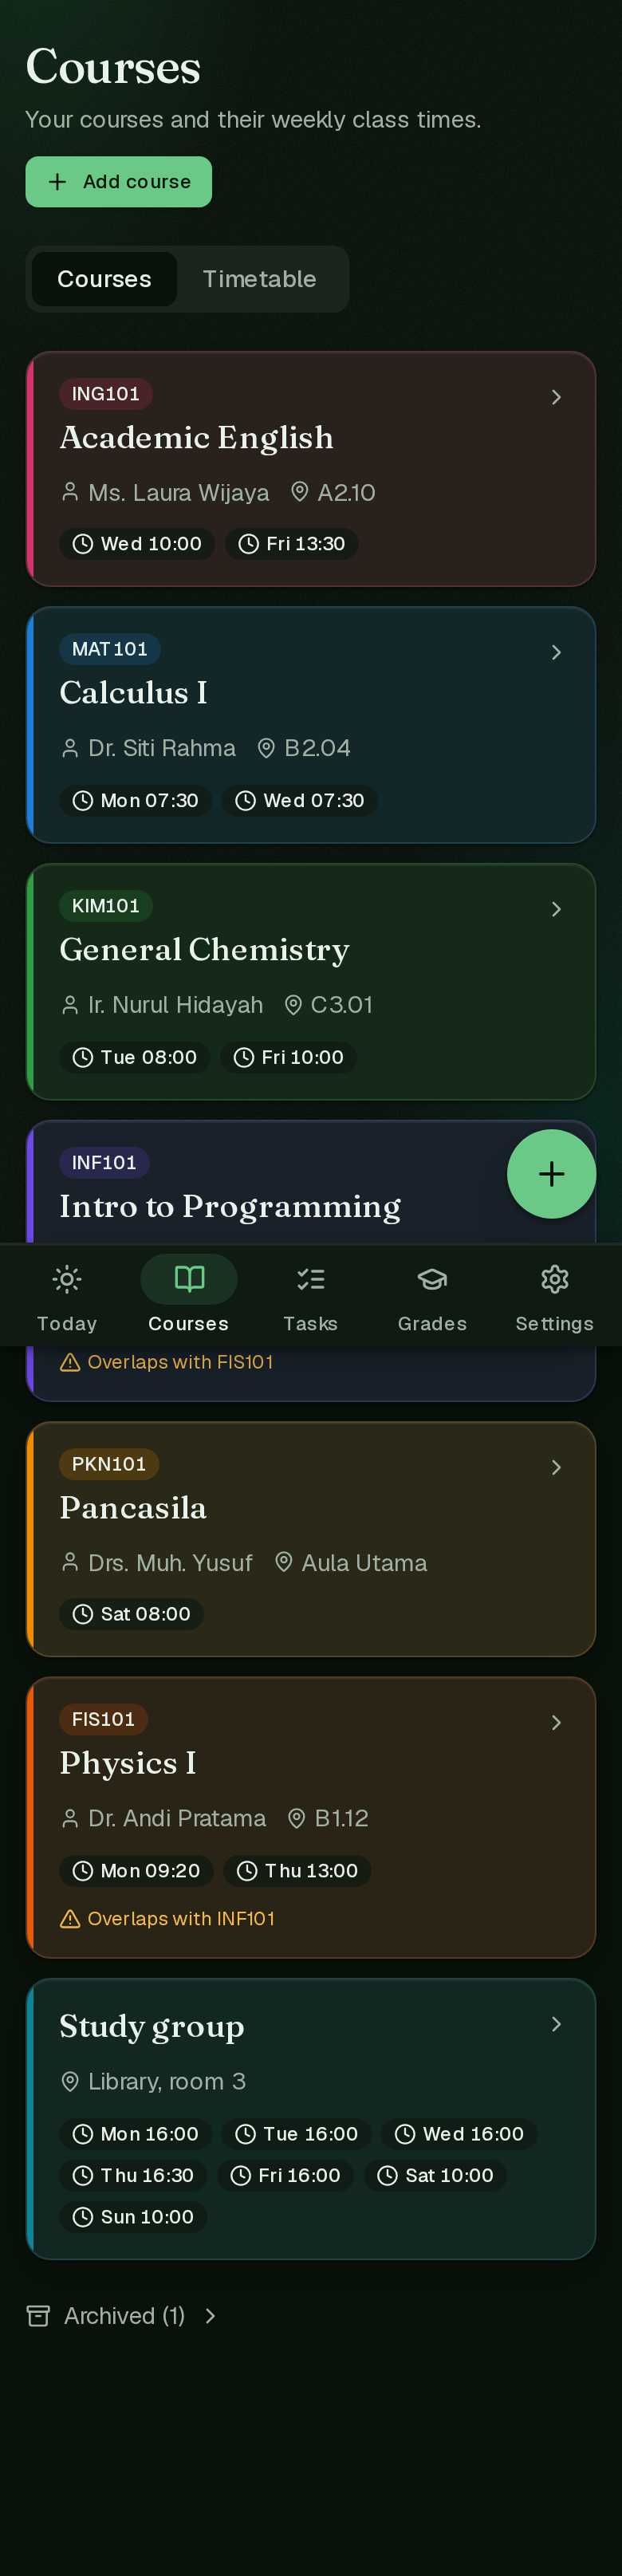 Courses
Your courses and their weekly class times.
Add course
Courses Timetable
ING101
Academic English
Ms. Laura Wijaya A2.10
Wed 10:00 Fri 13:30
MAT101
Calculus I
Dr. Siti Rahma B2.04
Mon 07:30 Wed 07:30
KIM101
General Chemistry
Ir. Nurul Hidayah C3.01
Tue 08:00 Fri 10:00
INF101
Intro to Programming
Today Courses Tasks Grades Settings
Overlaps with FIS101
PKN101
Pancasila
Drs. Muh. Yusuf Aula Utama
Sat 08:00
FIS101
Physics I
Dr. Andi Pratama B1.12
Mon 09:20 Thu 13:00
Overlaps with INF101
Study group
Library, room 3
Mon 16:00 Tue 16:00 Wed 16:00
Thu 16:30 Fri 16:00 Sat 10:00
Sun 10:00
Archived (1)